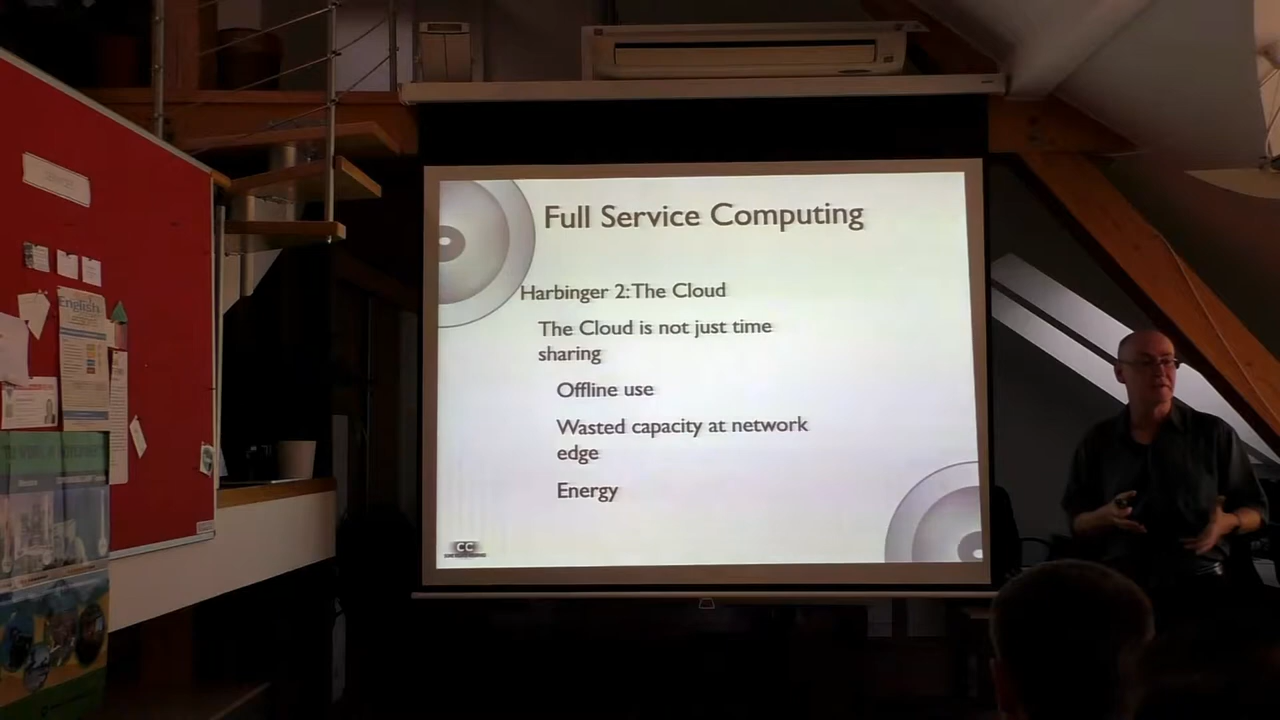 English
Full Service Computing
Harbinger 2: The Cloud
The Cloud is not just time
sharing
Offline use
Wasted capacity at network
edge
Energy
CC